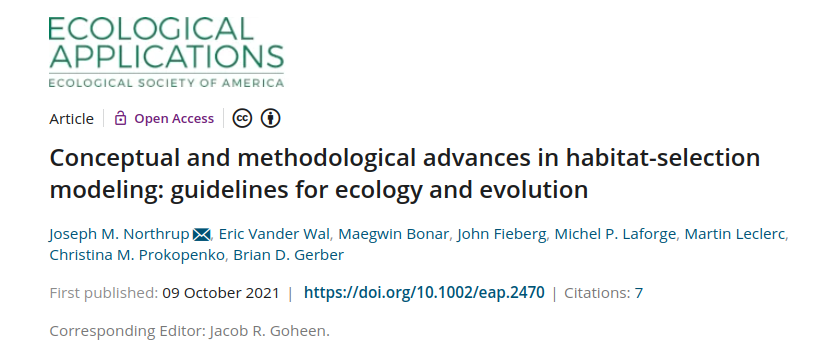 ECOLOGICAL
APPLICATIONS
ECOLOGICAL SOCIETY OF AMERICA
Article | Open Access | cc
Conceptual and methodological advances in habitat-selection
modeling: guidelines for ecology and evolution
Joseph M. Northrup, Eric Vander Wal, Maegwin Bonar, John Fieberg, Michel P. Laforge, Martin Leclerc,
Christina M. Prokopenko, Brian D. Gerber
First published: 09 October 2021 | https://doi.org/10.1002/eap.2470 | Citations: 7
Corresponding Editor: Jacob R. Goheen.